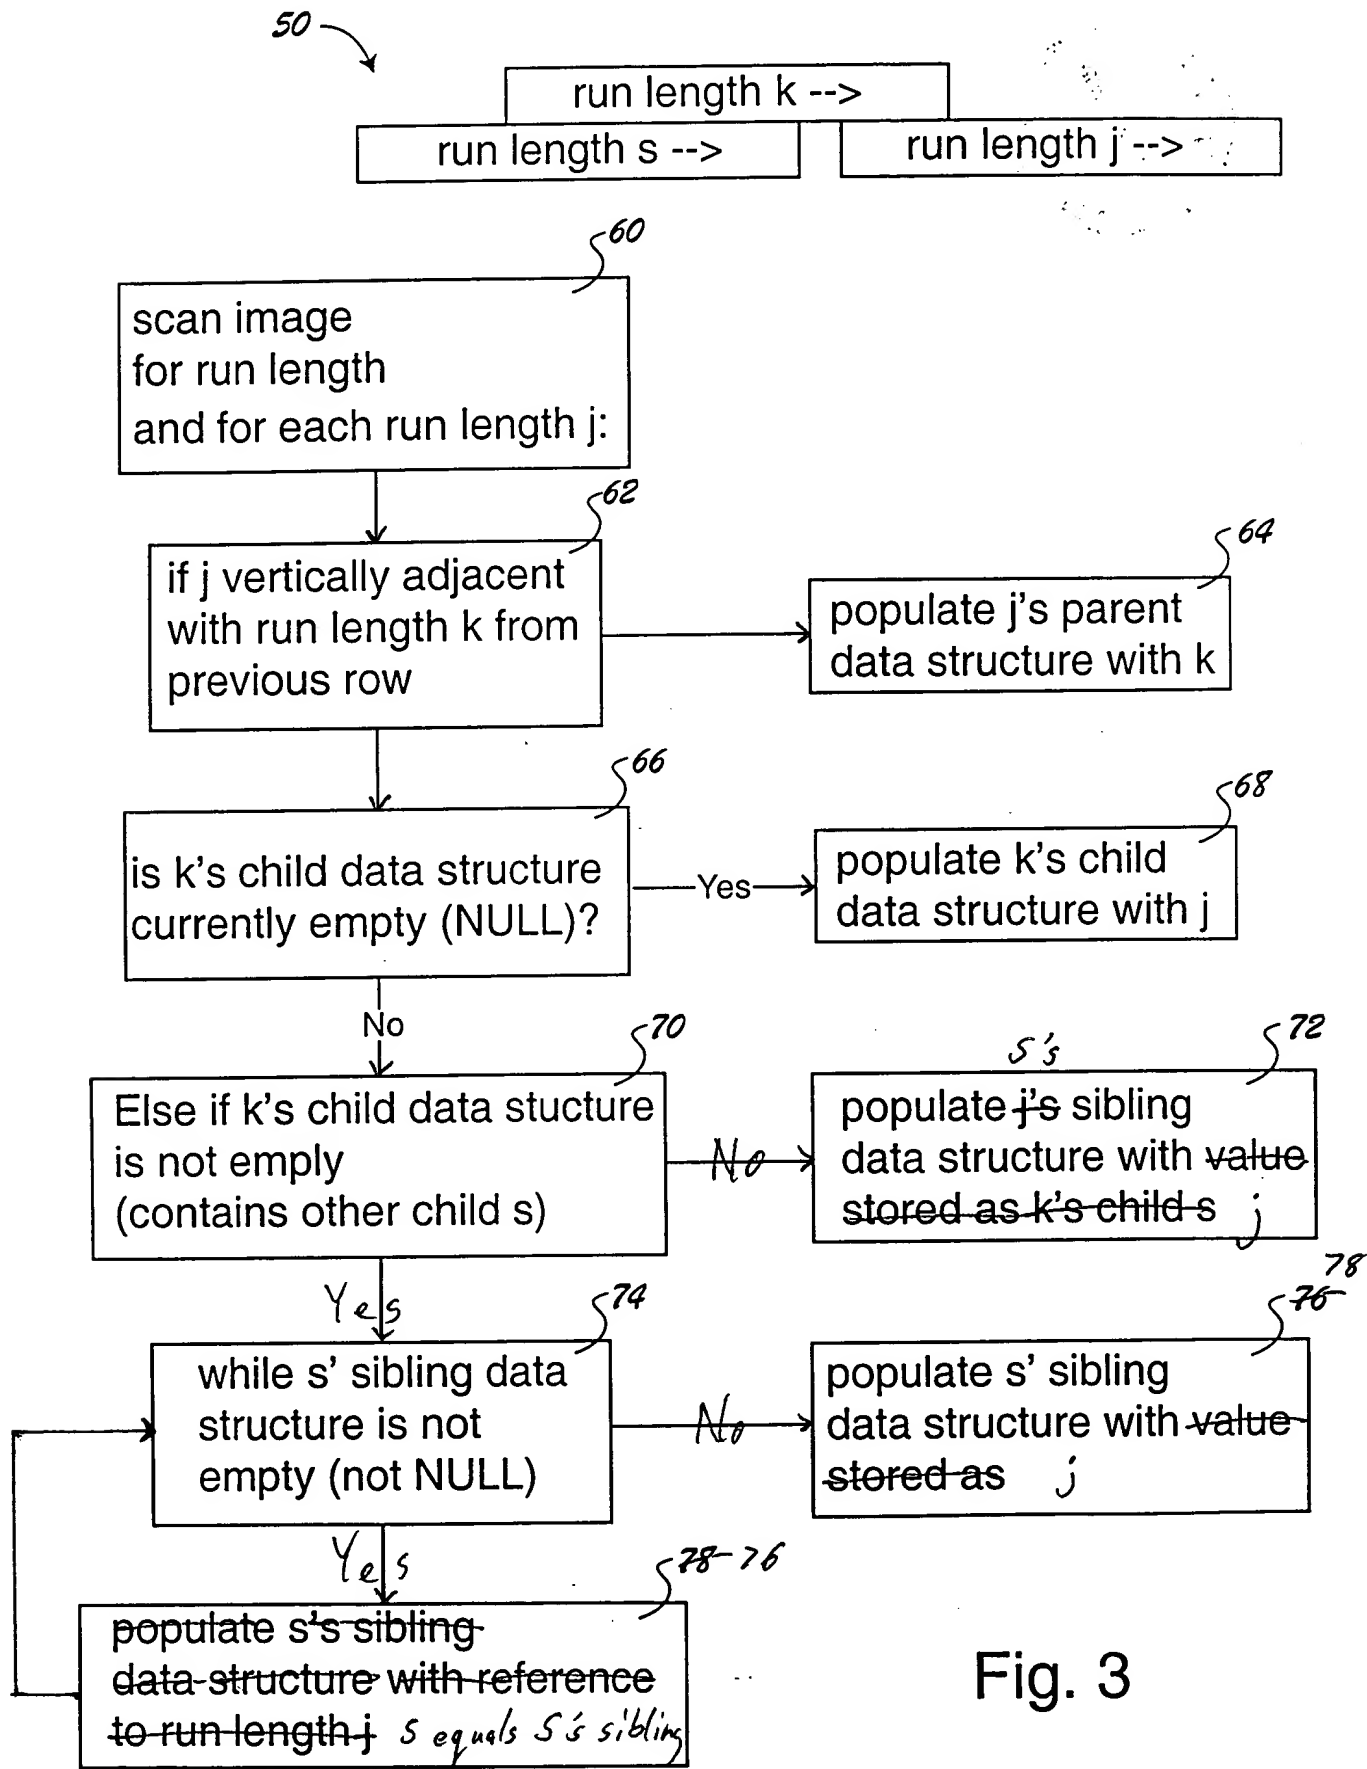 50
run length k -->
run length s -->
run length j -->
60
scan image
for run length
and for each run length j:
62
if j vertically adjacent
with run length k from
previous row
64
populate j's parent
data structure with k
66
is k's child data structure
currently empty (NULL)?
Yes
68
populate k's child
data structure with j
No
70
Else if k's child data stucture
is not emply
(contains other child s)
No
72
s's
populate j's sibling
data structure with value
stored as k's child s j
Yes
74
while s' sibling data
structure is not
empty (not NULL)
No
76 78
populate s' sibling
data structure with value
stored as j
Yes
78 76
populate s's sibling
data structure with reference
to run length j s equals s's sibling
Fig. 3